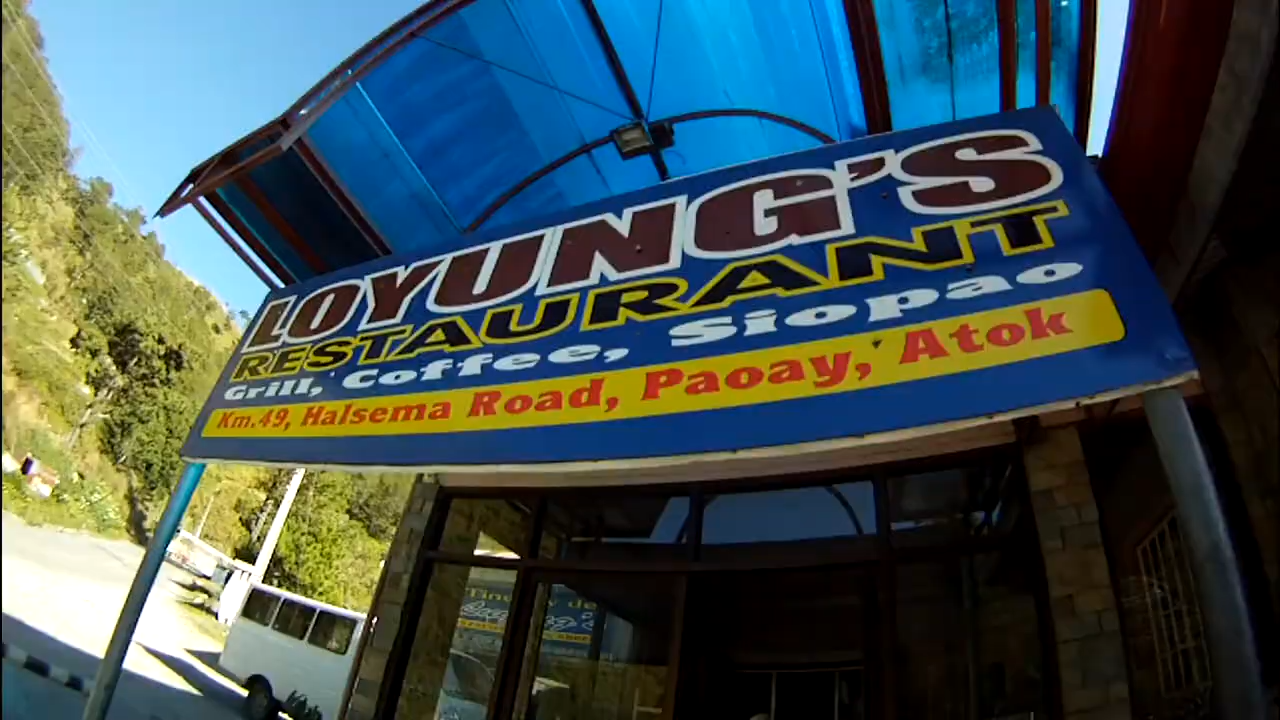 LOYUNG'S
RESTAURANT
Grill, Coffee, Siopao
Km.49, Halsema Road, Paoay, Atok